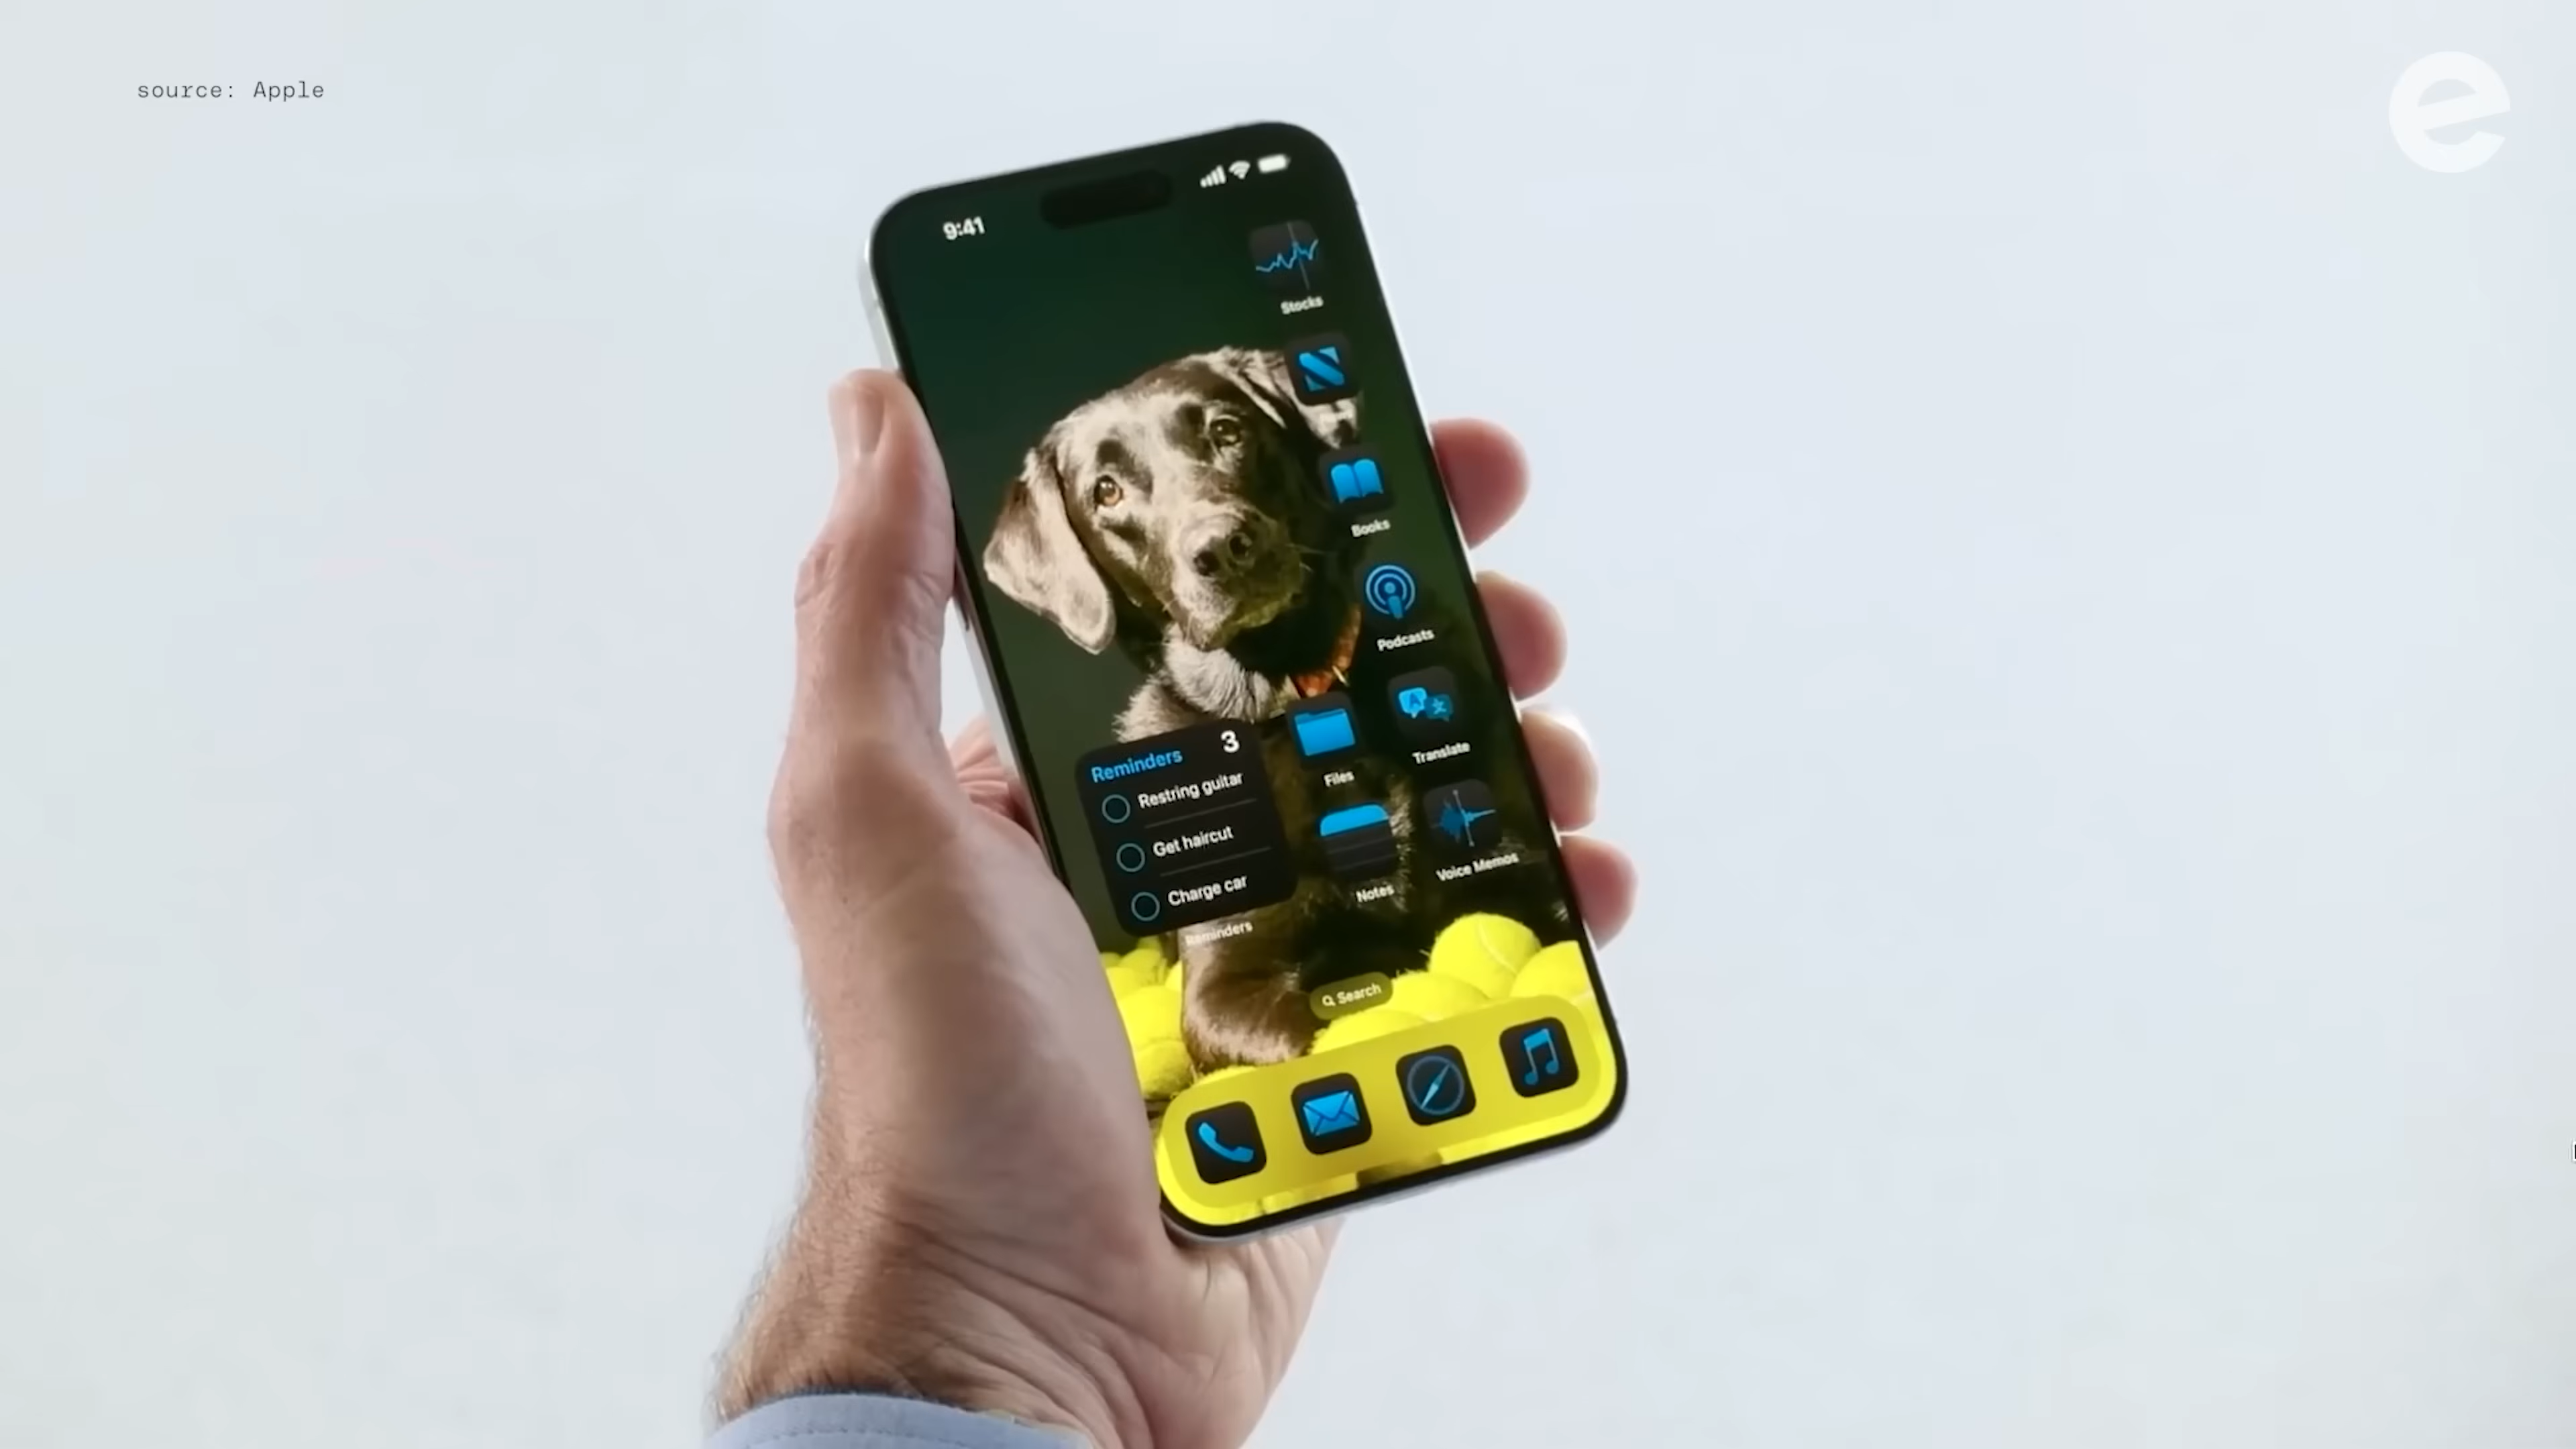 source: Apple
e
9:41
Stocks
Books
Podcasts
Translate
Files
Reminders 3
Restring guitar
Get haircut
Charge car
Reminders
Notes
Voice Memos
Search